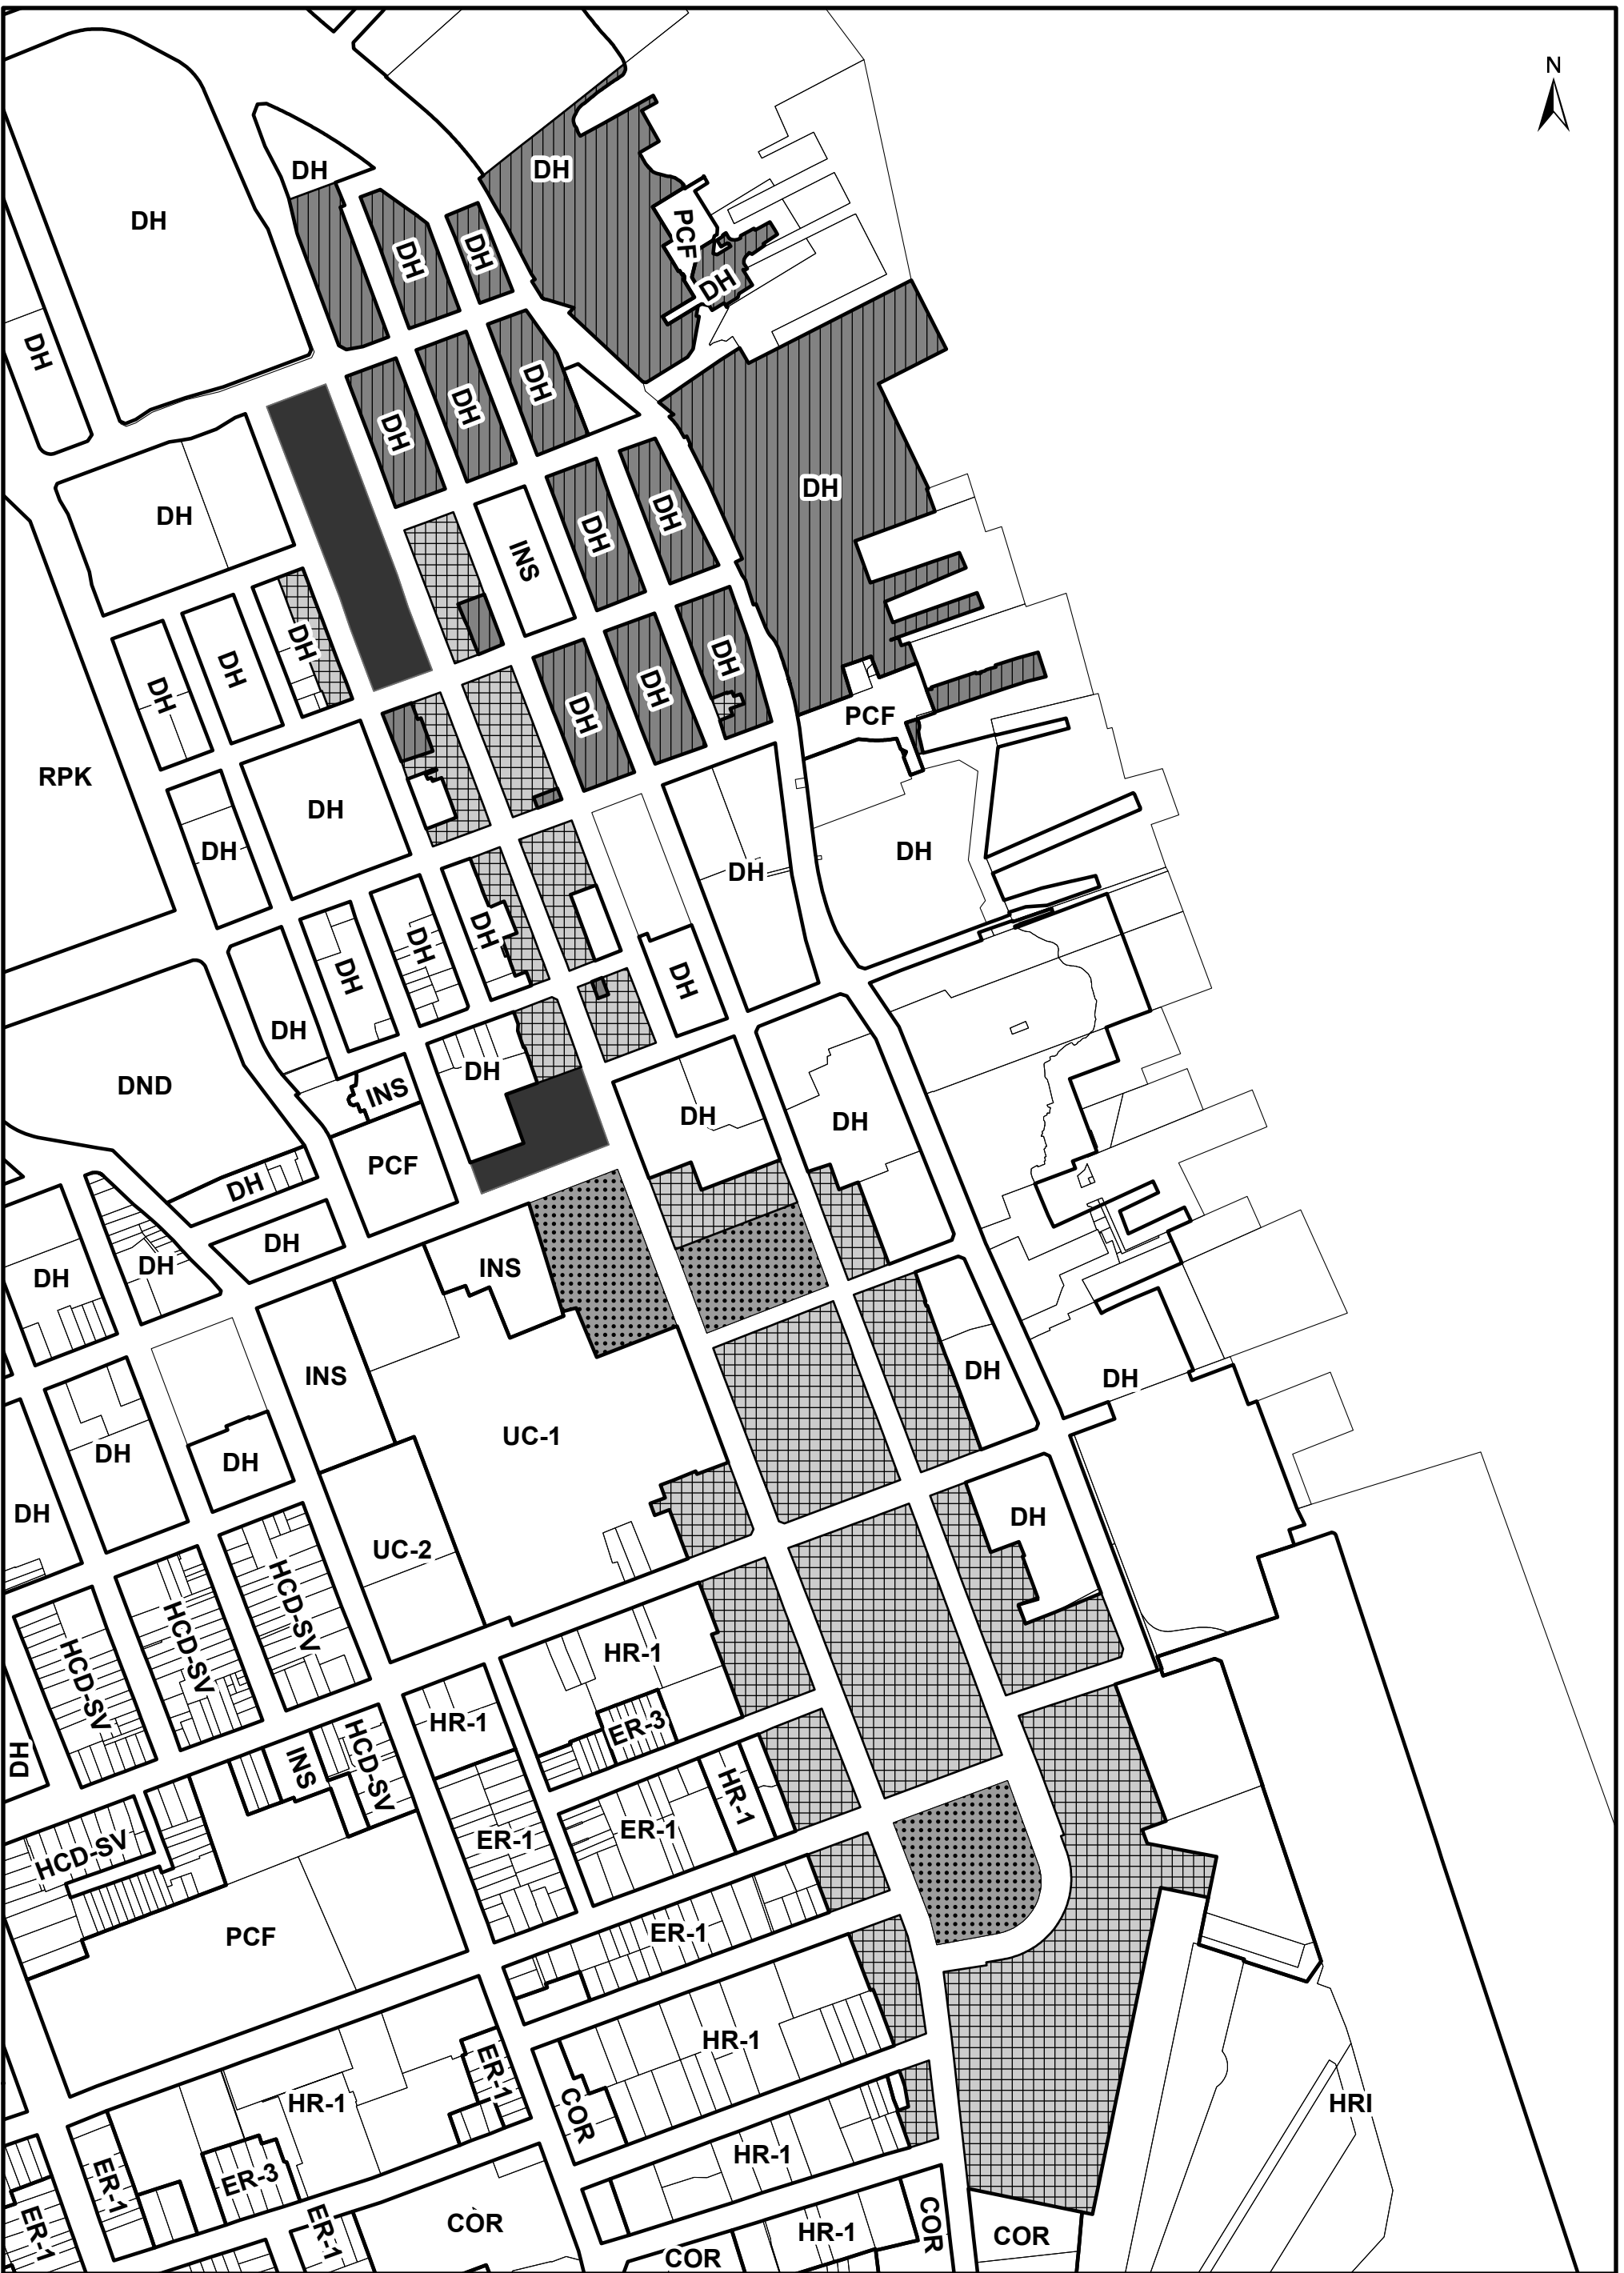 N
DH
DH
DH
PCF
DH
DH
DH
DH
DH
DH
DH
DH
DH
DH
DH
DH
INS
DH
DH
DH
DH
DH
DH
DH
DH
PCF
RPK
DH
DH
DH
DH
DH
DH
DH
DH
DH
DH
DND
INS
DH
DH
DH
PCF
DH
DH
DH
DH
INS
INS
DH
DH
UC-1
DH
DH
DH
DH
UC-2
HCD-SV
HCD-SV
HCD-SV
HR-1
HR-1
ER-3
DH
INS
HCD-SV
HR-1
ER-1
ER-1
HCD-SV
PCF
ER-1
HR-1
ER-1
HR-1
COR
HRI
HR-1
ER-1
ER-3
ER-1
ER-1
COR
HR-1
COR
COR
COR